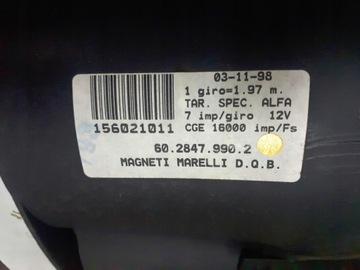 03-11-98
1 giro=1.97 m.
TAR. SPEC. ALFA
7 imp/giro 12V
156021011 CGE 16000 imp/Fs
60.2847.990.2
MAGNETI MARELLI D.Q.B.